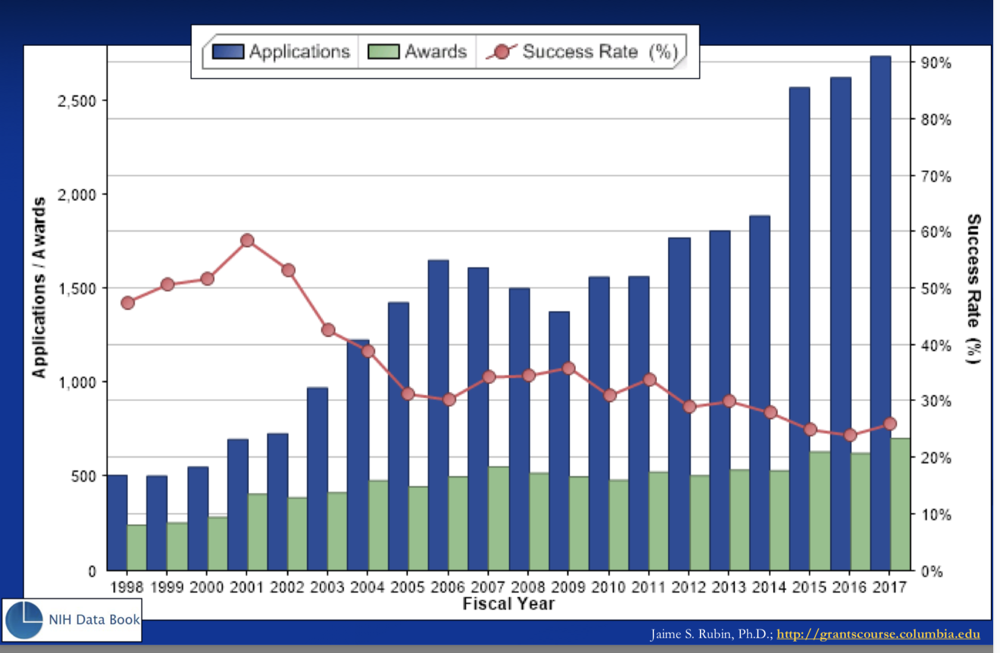 Applications Awards Success Rate (%)
Applications / Awards
2,500
2,000
1,500
1,000
500
0
90%
80%
70%
60%
50%
40%
30%
20%
10%
0%
Success Rate (%)
1998 1999 2000 2001 2002 2003 2004 2005 2006 2007 2008 2009 2010 2011 2012 2013 2014 2015 2016 2017
Fiscal Year
NIH Data Book
Jaime S. Rubin, Ph.D.; http://grantscourse.columbia.edu